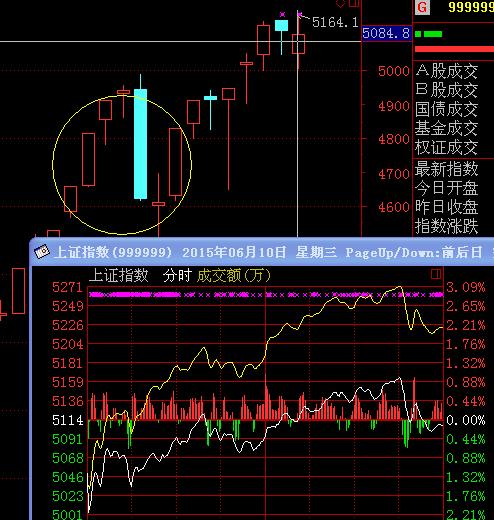 G 999999
5164.1
5084.8
5000
4900
4800
4700
4600
A股成交
B股成交
国债成交
基金成交
权证成交
最新指数
今日开盘
昨日收盘
指数涨跌
上证指数(999999) 2015年06月10日 星期三 PageUp/Down:前后日
上证指数 分时 成交额(万)
5271 3.09%
5249 2.65%
5226 2.21%
5204 1.76%
5181 1.32%
5159 0.88%
5136 0.44%
5114 0.00%
5091 0.44%
5068 0.88%
5046 1.32%
5023 1.76%
5001 2.21%